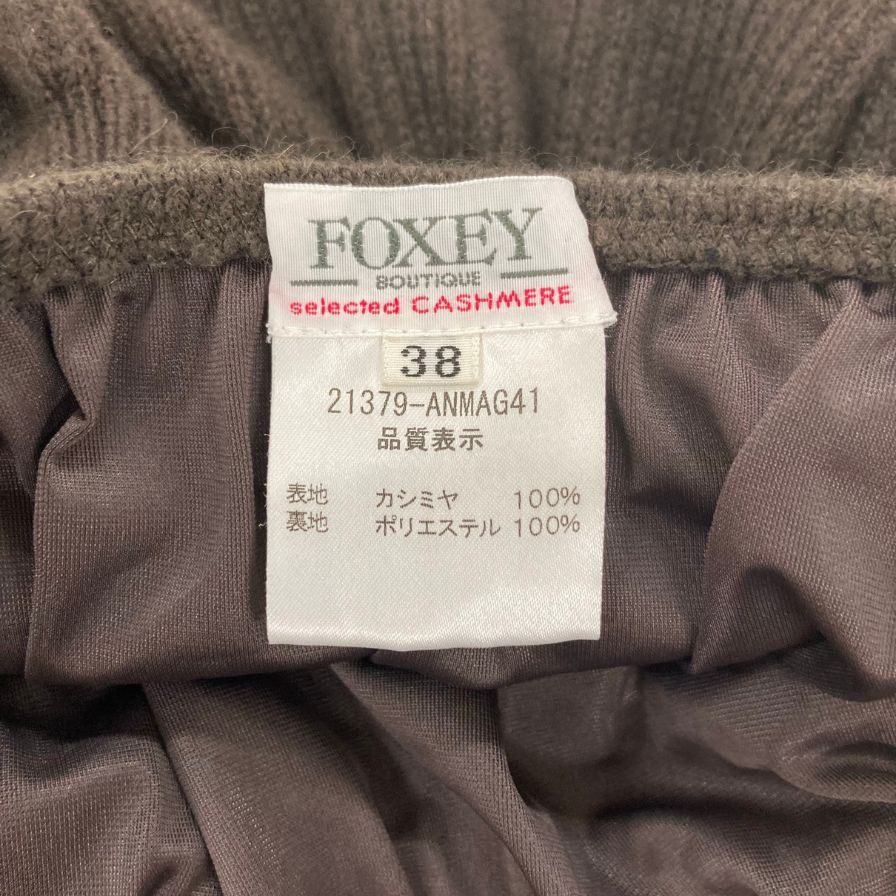 FOXEY
BOUTIQUE
selected CASHMERE
38
21379-ANMAG41
品質表示
表地 カシミヤ 100%
裏地 ポリエステル 100%